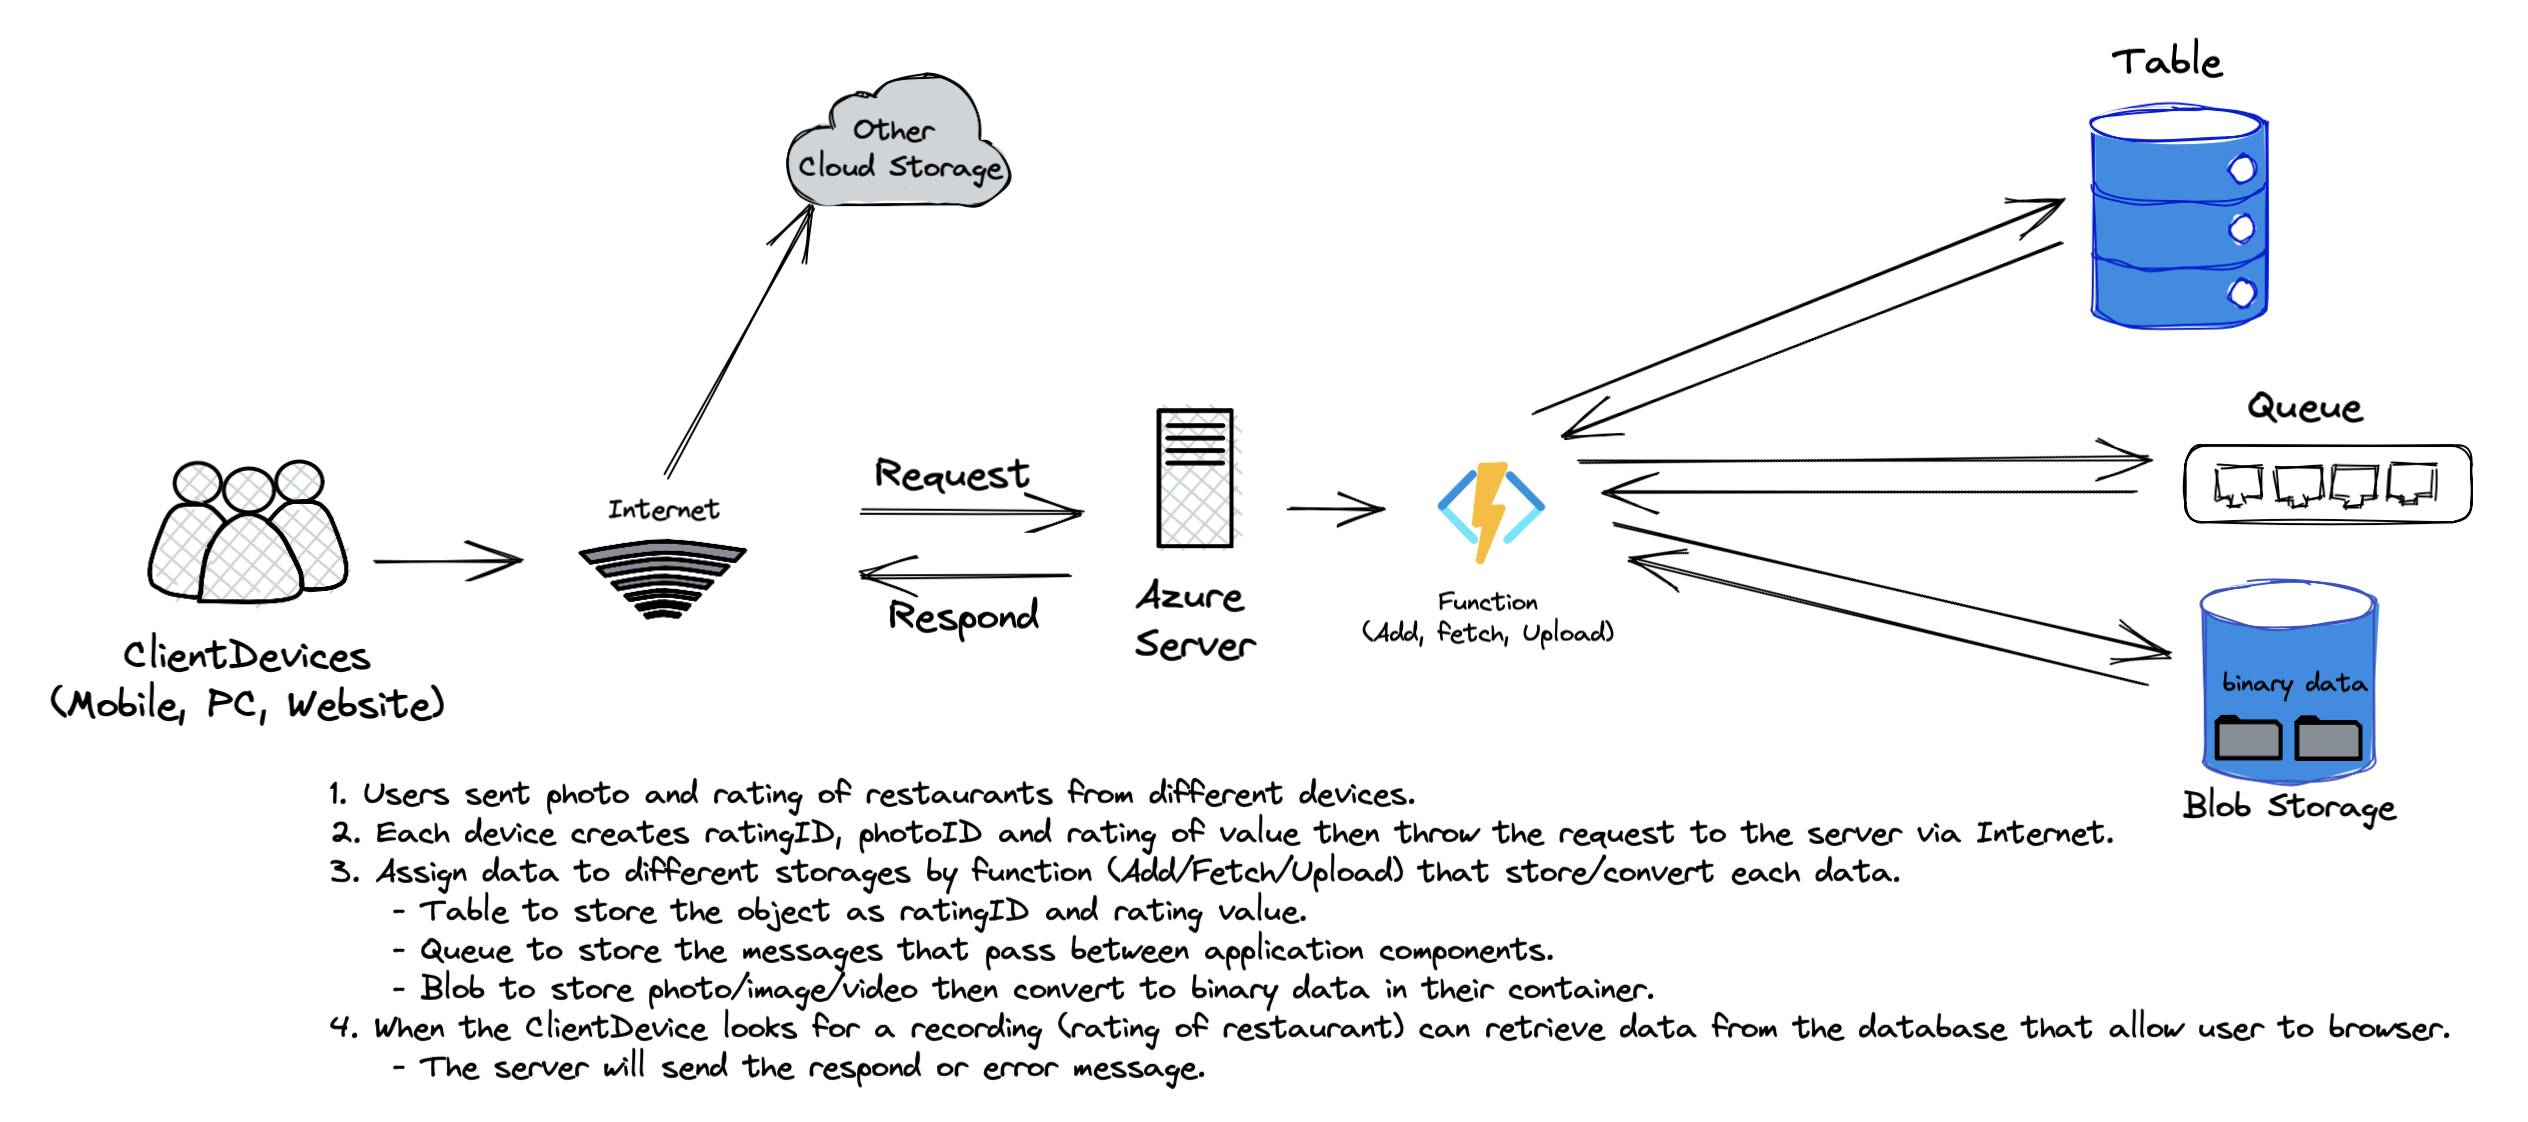 Table
Other
Cloud Storage
Queue
Request
Internet
Respond
Azure
Server
Function
(Add, fetch, Upload)
ClientDevices
(Mobile, PC, Website)
binary data
Blob Storage
1. Users sent photo and rating of restaurants from different devices.
2. Each device creates ratingID, photoID and rating of value then throw the request to the server via Internet.
3. Assign data to different storages by function (Add/Fetch/Upload) that store/convert each data.
- Table to store the object as ratingID and rating value.
- Queue to store the messages that pass between application components.
- Blob to store photo/image/video then convert to binary data in their container.
4. When the ClientDevice looks for a recording (rating of restaurant) can retrieve data from the database that allow user to browser.
- The server will send the respond or error message.